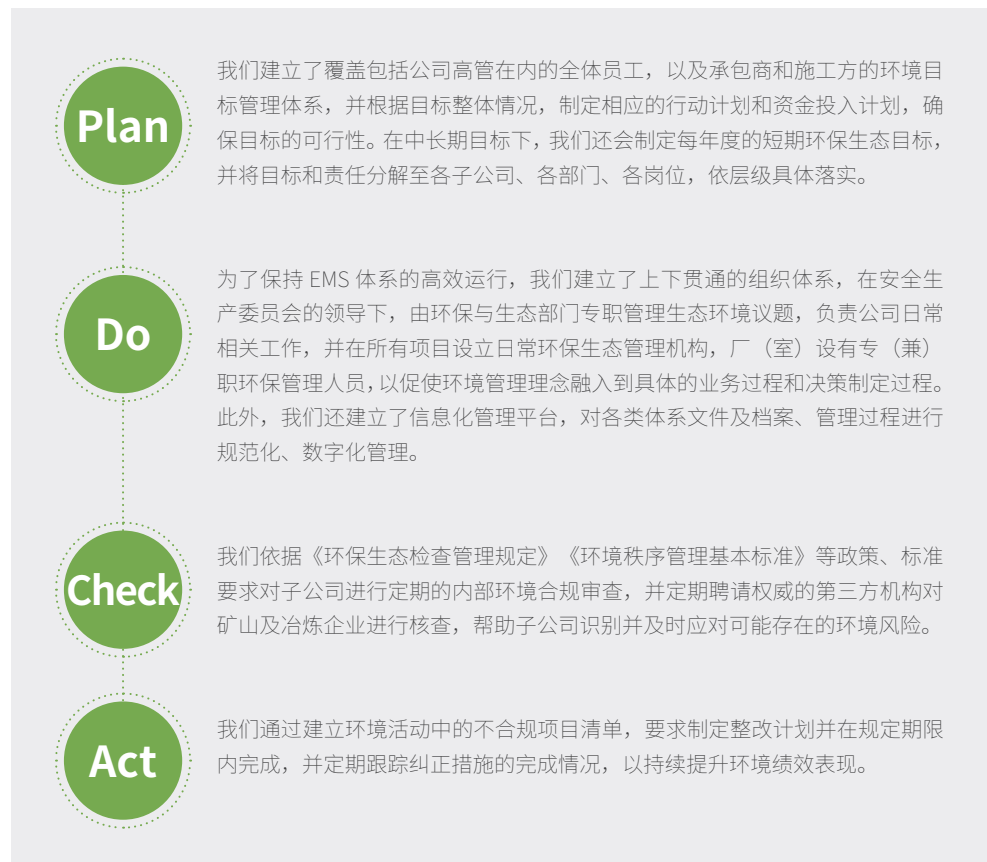 Plan
我们建立了覆盖包括公司高管在内的全体员工，以及承包商和施工方的环境目
标管理体系，并根据目标整体情况，制定相应的行动计划和资金投入计划，确
保目标的可行性。在中长期目标下，我们还会制定每年度的短期环保生态目标，
并将目标和责任分解至各子公司、各部门、各岗位，依层级具体落实。
Do
为了保持 EMS 体系的高效运行，我们建立了上下贯通的组织体系，在安全生
产委员会的领导下，由环保与生态部门专职管理生态环境议题，负责公司日常
相关工作，并在所有项目设立日常环保生态管理机构，厂（室）设有专（兼）
职环保管理人员，以促使环境管理理念融入到具体的业务过程和决策制定过程。
此外，我们还建立了信息化管理平台，对各类体系文件及档案、管理过程进行
规范化、数字化管理。
Check
我们依据《环保生态检查管理规定》《环境秩序管理基本标准》等政策、标准
要求对子公司进行定期的内部环境合规审查，并定期聘请权威的第三方机构对
矿山及冶炼企业进行核查，帮助子公司识别并及时应对可能存在的环境风险。
Act
我们通过建立环境活动中的不合规项目清单，要求制定整改计划并在规定期限
内完成，并定期跟踪纠正措施的完成情况，以持续提升环境绩效表现。